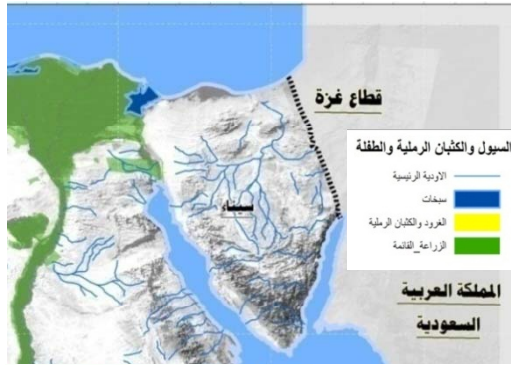 قطاع غزة
السيول والكثبان الرملية والطفلة
الاودية الرئيسية
سبخات
الغرود والكثبان الرملية
الزراعة_القائمة
سيناء
المملكة العربية
السعودية